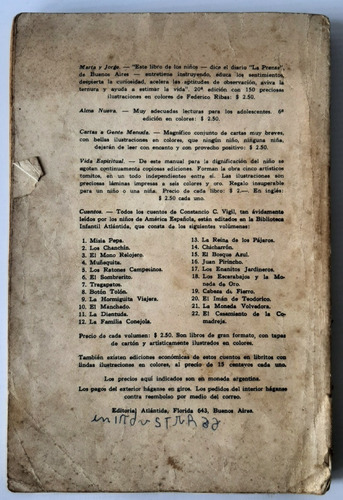 Marta y Jorge. — "Este libro de los niños — dice el diario "La Prensa",
de Buenos Aires — entretiene instruyendo, educa los sentimientos,
despierta la curiosidad, acelera las aptitudes de observación, aviva la
ternura y ayuda a estimar la vida". 20ª edición con 150 preciosas
ilustraciones en colores de Federico Ribas: $ 2.50.
Alma Nueva. — Muy adecuadas lecturas para los adolescentes. 6ª
edición en colores: $ 2.50.
Cartas a Gente Menuda. — Magnífico conjunto de cartas muy breves,
con bellas ilustraciones en colores, que ningún niño, ninguna niña,
dejarán de leer con encanto y con provecho positivo: $ 2.50.
Vida Espiritual. — De este manual para la dignificación del niño se
agotan continuamente copiosas ediciones. Forman la obra cinco artísticos
tomitos, en un todo independientes entre sí. Las ilustraciones son
preciosas láminas impresas a seis colores y oro. Regalo insuperable
para un niño o una niña. Precio de cada libro: $ 2.—. En inglés:
$ 2.50 cada uno.
Cuentos. — Todos los cuentos de Constancio C. Vigil, tan ávidamente
leídos por los niños de América Española, están editados en la Biblioteca
Infantil Atlántida, que consta de los siguientes volúmenes:
1. Misia Pepa.
2. Los Chanchín.
3. El Mono Relojero.
4. Muñequita.
5. Los Ratones Campesinos.
6. El Sombrerito.
7. Tragapatos.
8. Botón Tolón.
9. La Hormiguita Viajera.
10. El Manchado.
11. La Dientuda.
12. La Familia Conejola.
13. La Reina de los Pájaros.
14. Chicharrón.
15. El Bosque Azul.
16. Juan Pirincho.
17. Los Enanitos Jardineros.
18. Los Escarabajos y la Moneda
de Oro.
19. Cabeza de Fierro.
20. El Imán de Teodorico.
21. La Moneda Volvedora.
22. El Casamiento de la Comadreja.
Precio de cada volumen: $ 2.50. Son libros de gran formato, con tapas
de cartón y artísticamente ilustrados en colores.
También existen ediciones económicas de estos cuentos en libritos con
lindas ilustraciones en colores, al precio de 15 centavos cada uno.
Los precios aquí indicados son en moneda argentina.
Los pagos del exterior háganse en giros. Los pedidos del interior háganse
contra reembolso por medio del correo.
Editorial Atlántida, Florida 643, Buenos Aires.